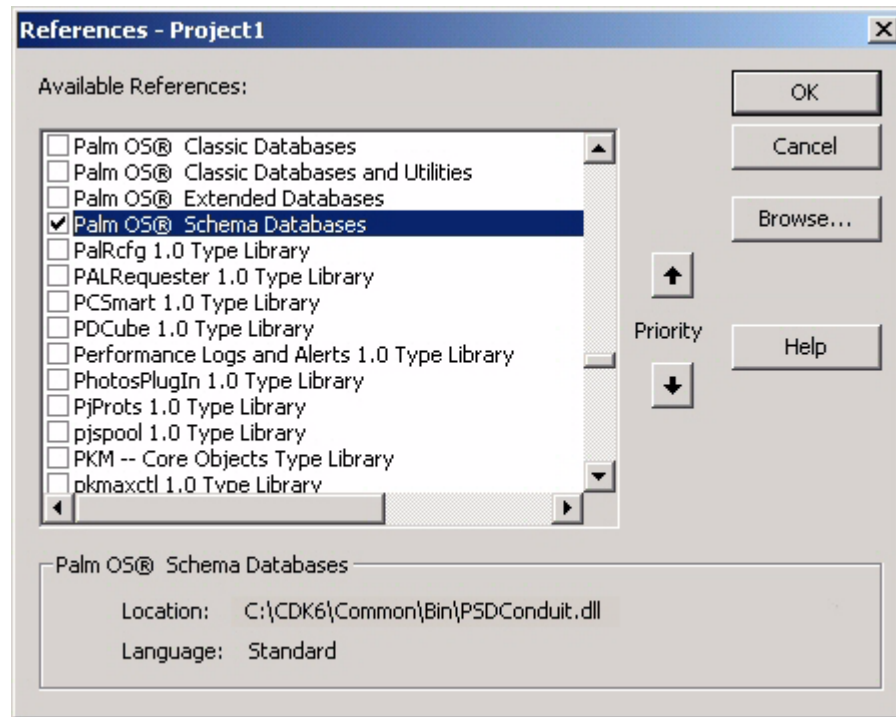 References - Project1
Available References:
Palm OS® Classic Databases
Palm OS® Classic Databases and Utilities
Palm OS® Extended Databases
Palm OS® Schema Databases
PalRcfg 1.0 Type Library
PALRequester 1.0 Type Library
PCSmart 1.0 Type Library
PDCube 1.0 Type Library
Performance Logs and Alerts 1.0 Type Library
PhotosPlugIn 1.0 Type Library
PjProts 1.0 Type Library
pjspool 1.0 Type Library
PKM -- Core Objects Type Library
pkmaxctl 1.0 Type Library
Priority
OK
Cancel
Browse...
Help
Palm OS® Schema Databases
Location: C:\CDK6\Common\Bin\PSDConduit.dll
Language: Standard